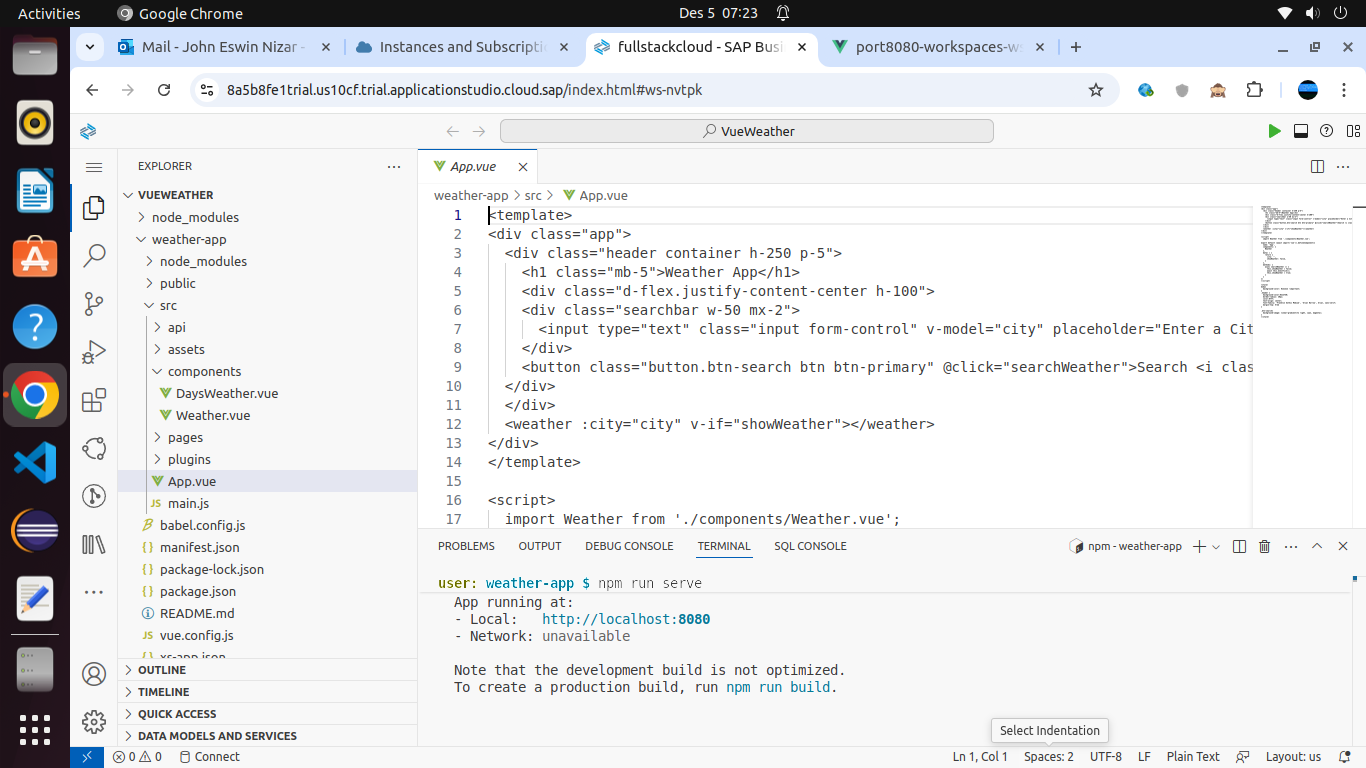 Activities
Google Chrome
Des 5 07:23
Mail - John Eswin Nizar -
Instances and Subscripti
fullstackcloud - SAP Busi
port8080-workspaces-ws
8a5b8fe1trial.us10cf.trial.applicationstudio.cloud.sap/index.html#ws-nvtpk
VueWeather
EXPLORER
VUEWEATHER
node_modules
weather-app
node_modules
public
src
api
assets
components
DaysWeather.vue
Weather.vue
pages
plugins
App.vue
main.js
babel.config.js
manifest.json
package-lock.json
package.json
README.md
vue.config.js
xs-app.json
OUTLINE
TIMELINE
QUICK ACCESS
DATA MODELS AND SERVICES
App.vue
weather-app > src > App.vue
1 <template>
2 <div class="app">
3 <div class="header container h-250 p-5">
4 <h1 class="mb-5">Weather App</h1>
5 <div class="d-flex.justify-content-center h-100">
6 <div class="searchbar w-50 mx-2">
7 <input type="text" class="input form-control" v-model="city" placeholder="Enter a Cit
8 </div>
9 <button class="button.btn-search btn btn-primary" @click="searchWeather">Search <i clas
10 </div>
11 </div>
12 <weather :city="city" v-if="showWeather"></weather>
13 </div>
14 </template>
15
16 <script>
17 import Weather from './components/Weather.vue';
PROBLEMS OUTPUT DEBUG CONSOLE TERMINAL SQL CONSOLE
npm - weather-app
user: weather-app $ npm run serve
App running at:
- Local: http://localhost:8080
- Network: unavailable
Note that the development build is not optimized.
To create a production build, run npm run build.
Select Indentation
0 0 Connect
Ln 1, Col 1 Spaces: 2 UTF-8 LF Plain Text Layout: us